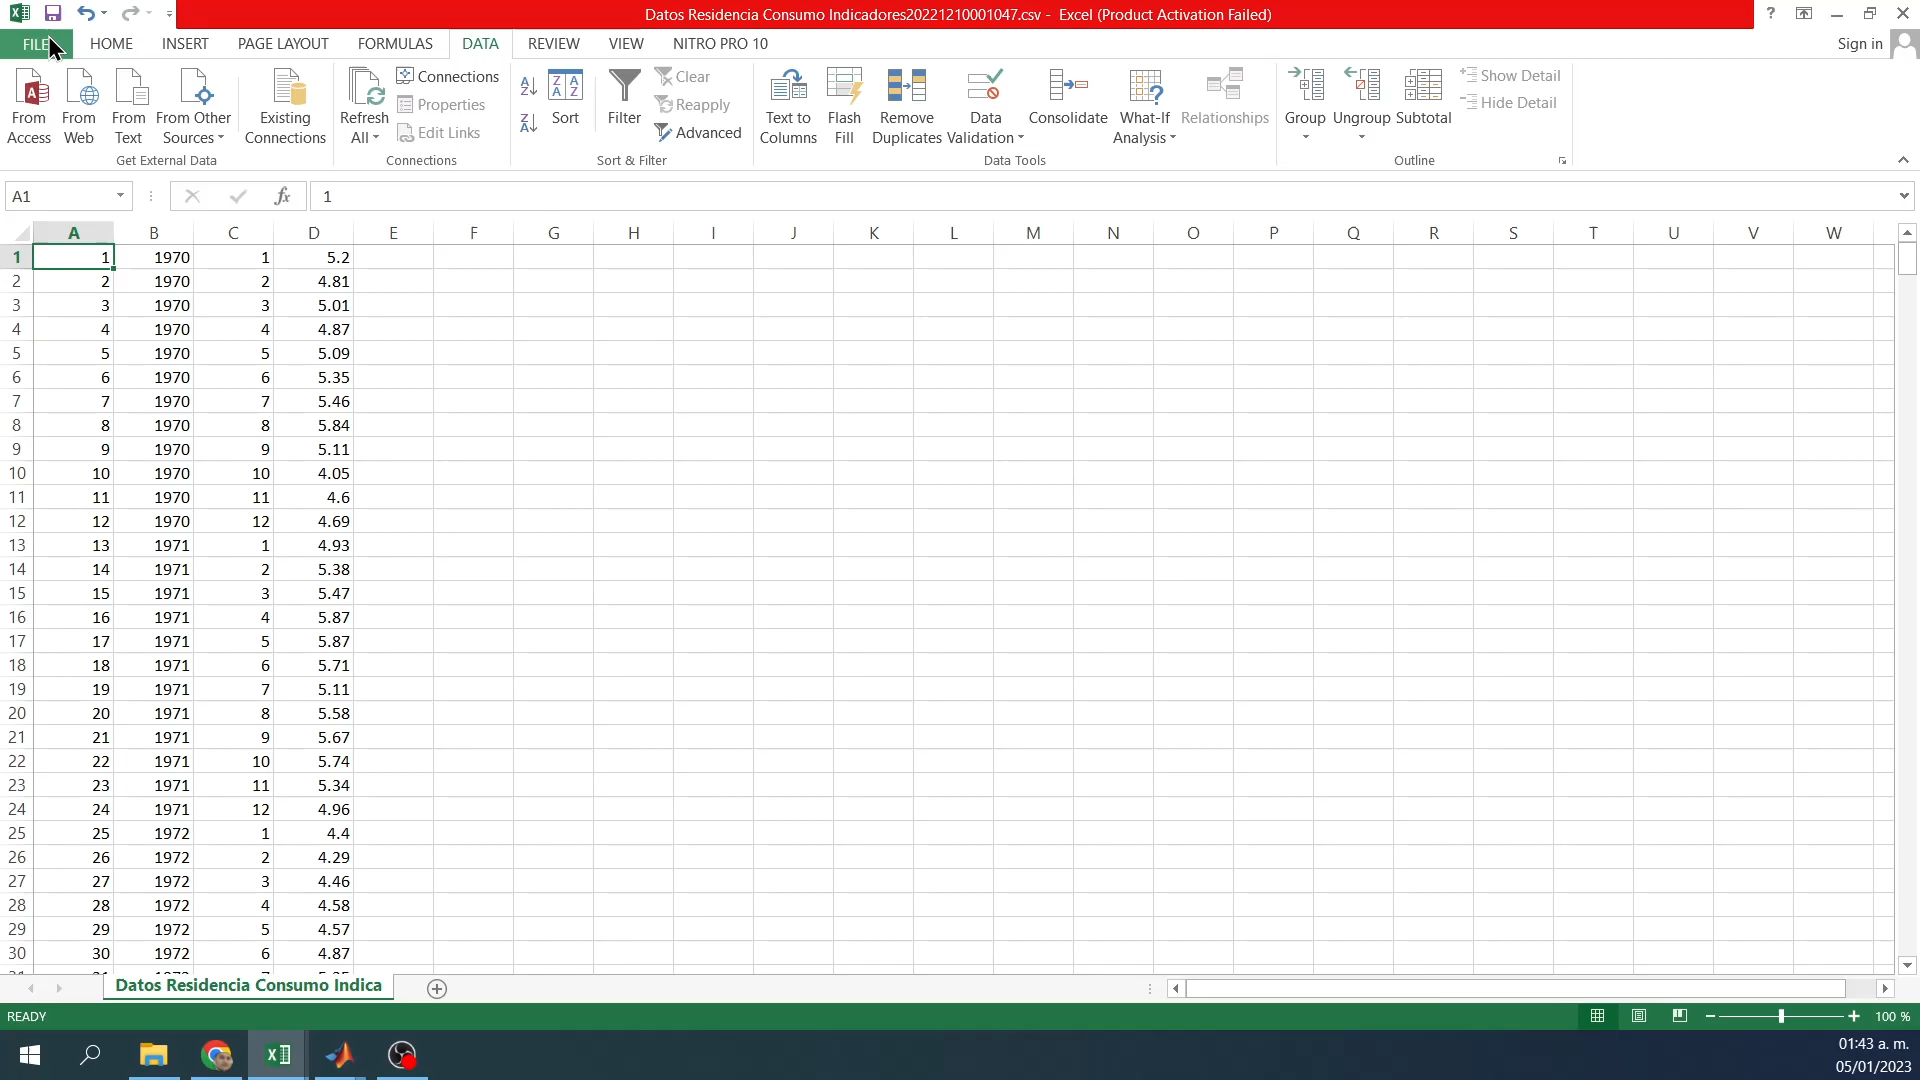 Datos Residencia Consumo Indicadores20221210001047.csv - Excel (Product Activation Failed)
FILE HOME INSERT PAGE LAYOUT FORMULAS DATA REVIEW VIEW NITRO PRO 10 Sign in
From Access From Web From Text From Other Sources Existing Connections Refresh All Connections Properties Edit Links Sort Filter Clear Reapply Advanced Text to Columns Flash Fill Remove Duplicates Data Validation Consolidate What-If Analysis Relationships Group Ungroup Subtotal Show Detail Hide Detail
Get External Data Connections Sort & Filter Data Tools Outline
A1 fx 1
A B C D E F G H I J K L M N O P Q R S T U V W
1 1 1970 1 5.2
2 2 1970 2 4.81
3 3 1970 3 5.01
4 4 1970 4 4.87
5 5 1970 5 5.09
6 6 1970 6 5.35
7 7 1970 7 5.46
8 8 1970 8 5.84
9 9 1970 9 5.11
10 10 1970 10 4.05
11 11 1970 11 4.6
12 12 1970 12 4.69
13 13 1971 1 4.93
14 14 1971 2 5.38
15 15 1971 3 5.47
16 16 1971 4 5.87
17 17 1971 5 5.87
18 18 1971 6 5.71
19 19 1971 7 5.11
20 20 1971 8 5.58
21 21 1971 9 5.67
22 22 1971 10 5.74
23 23 1971 11 5.34
24 24 1971 12 4.96
25 25 1972 1 4.4
26 26 1972 2 4.29
27 27 1972 3 4.46
28 28 1972 4 4.58
29 29 1972 5 4.57
30 30 1972 6 4.87
Datos Residencia Consumo Indica
READY 100 %
01:43 a. m.
05/01/2023